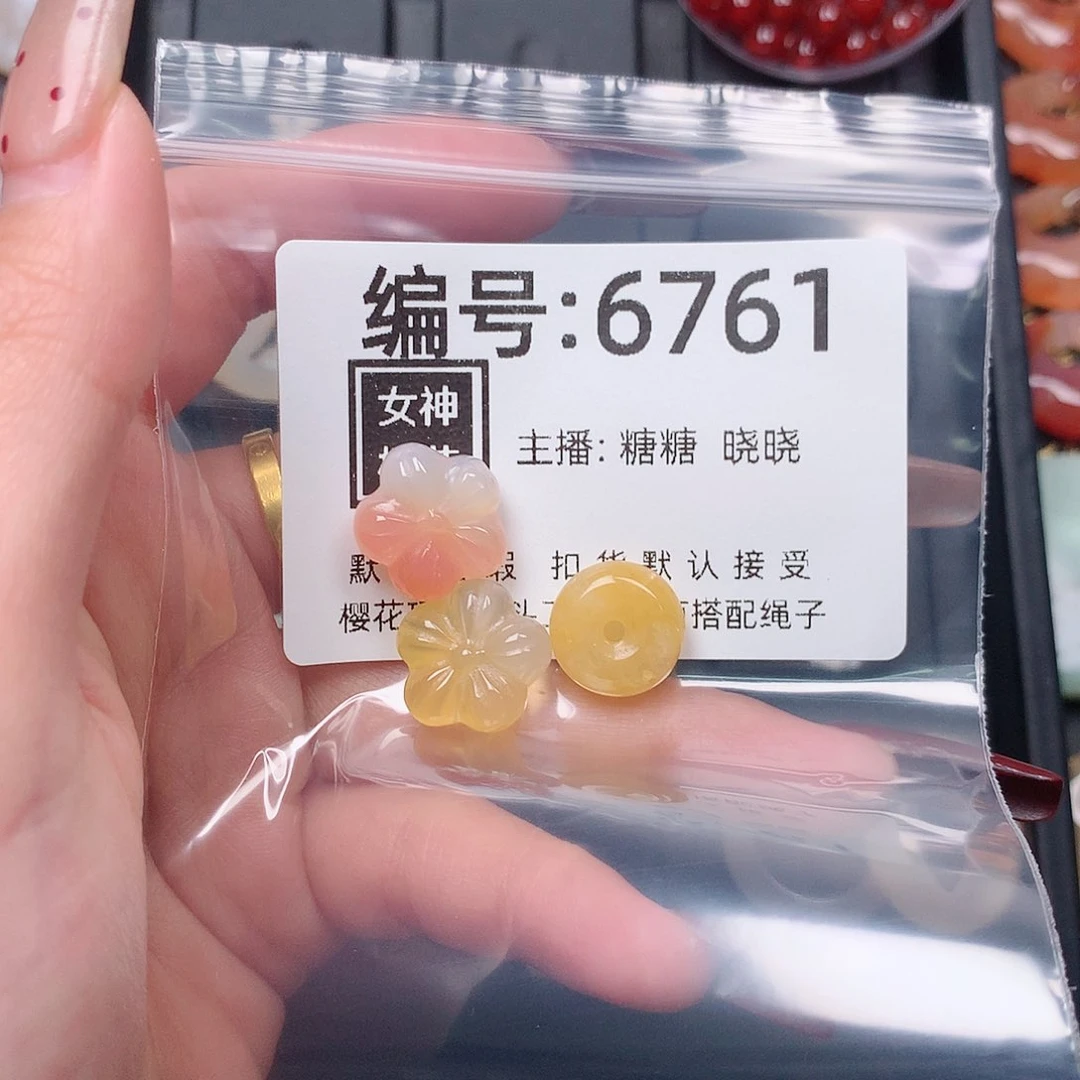 编号:6761
女神
主播: 糖糖 晓晓
默 瑕 扣 货 默认接受
樱花 搭配绳子